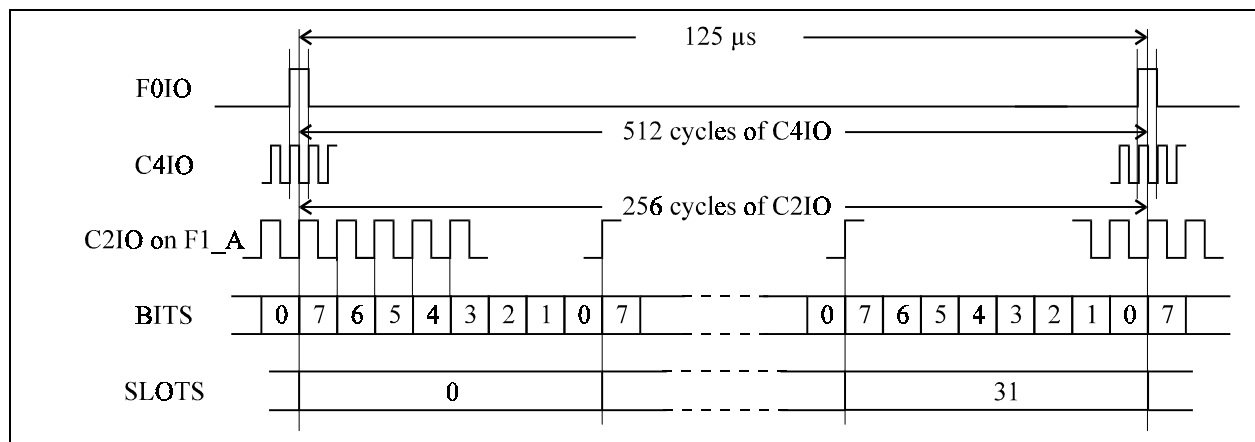 125 µs
F0IO
512 cycles of C4IO
C4IO
256 cycles of C2IO
C2IO on F1_A
BITS 0 7 6 5 4 3 2 1 0 7 0 7 6 5 4 3 2 1 0 7
SLOTS 0 31